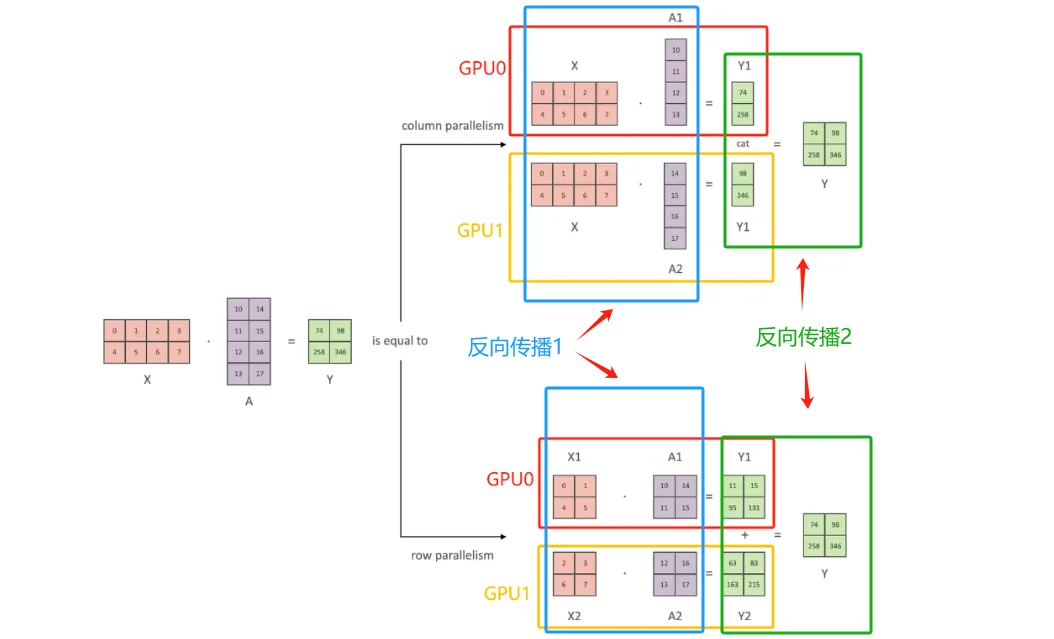 A1
GPU0
X
10
11
12
13
0 1 2 3
4 5 6 7
·
=
Y1
74
258
column parallelism
cat
=
74 98
258 346
Y
GPU1
0 1 2 3
4 5 6 7
X
·
14
15
16
17
A2
=
98
346
Y1
0 1 2 3
4 5 6 7
X
·
10 14
11 15
12 16
13 17
A
=
74 98
258 346
Y
is equal to
反向传播1
反向传播2
GPU0
X1
0 1
4 5
·
A1
10 14
11 15
=
Y1
11 15
95 131
+
=
74 98
258 346
Y
row parallelism
GPU1
2 3
6 7
X2
·
12 16
13 17
A2
=
63 83
163 215
Y2